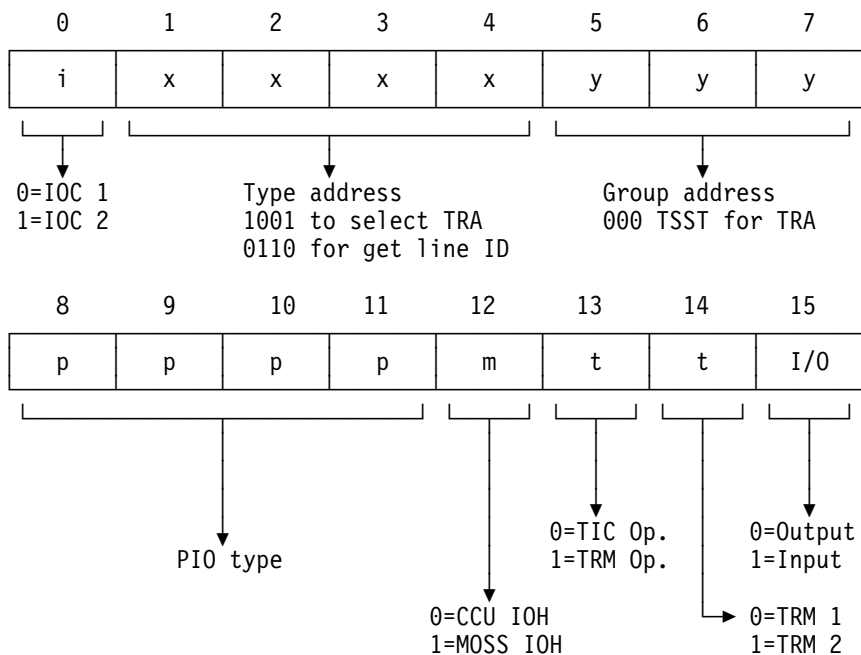 0 1 2 3 4 5 6 7
i x x x x y y y
0=IOC 1 Type address Group address
1=IOC 2 1001 to select TRA 000 TSST for TRA
0110 for get line ID
8 9 10 11 12 13 14 15
p p p p m t t I/O
0=TIC Op. 0=Output
PIO type 1=TRM Op. 1=Input
0=CCU IOH 0=TRM 1
1=MOSS IOH 1=TRM 2